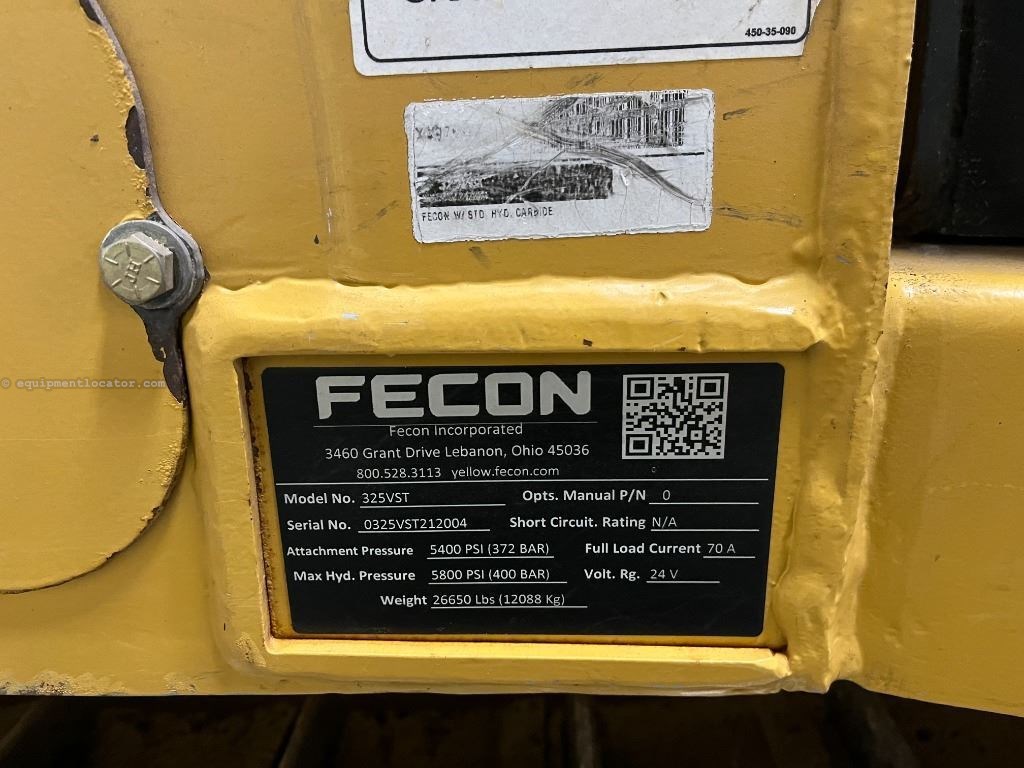 450-35-090
FECON W/ STD. HYD. CARBIDE
JH
© equipmentlocator.com
FECON
Fecon Incorporated
3460 Grant Drive Lebanon, Ohio 45036
800.528.3113 yellow.fecon.com
Model No. 325VST Opts. Manual P/N 0
Serial No. 0325VST212004 Short Circuit. Rating N/A
Attachment Pressure 5400 PSI (372 BAR) Full Load Current 70 A
Max Hyd. Pressure 5800 PSI (400 BAR) Volt. Rg. 24 V
Weight 26650 Lbs (12088 Kg)